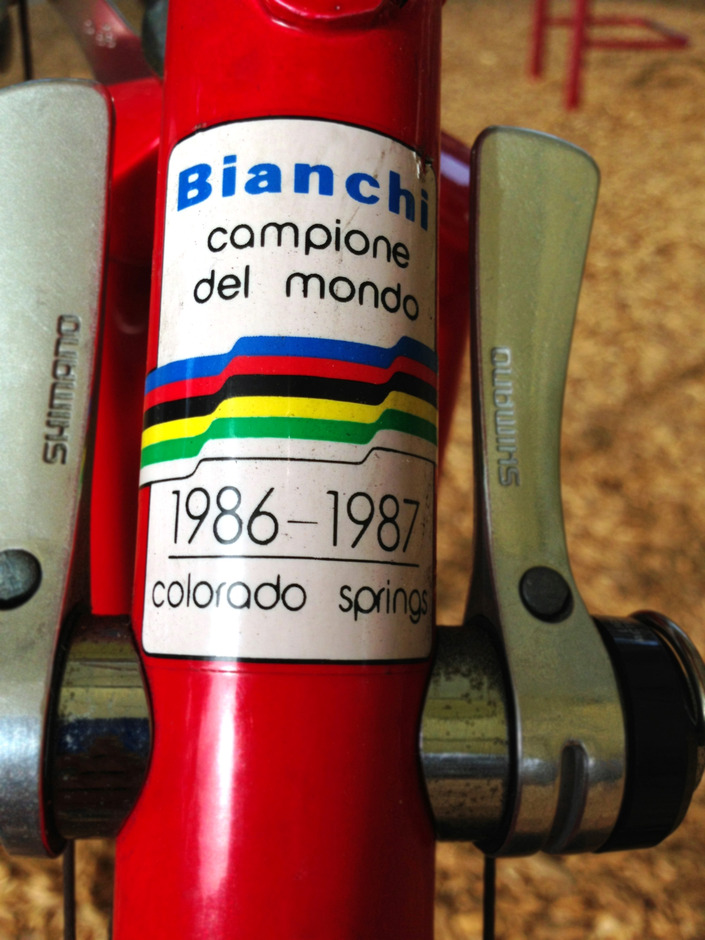 Bianchi
campione
del mondo
1986-1987
colorado springs
SHIMANO
SHIMANO